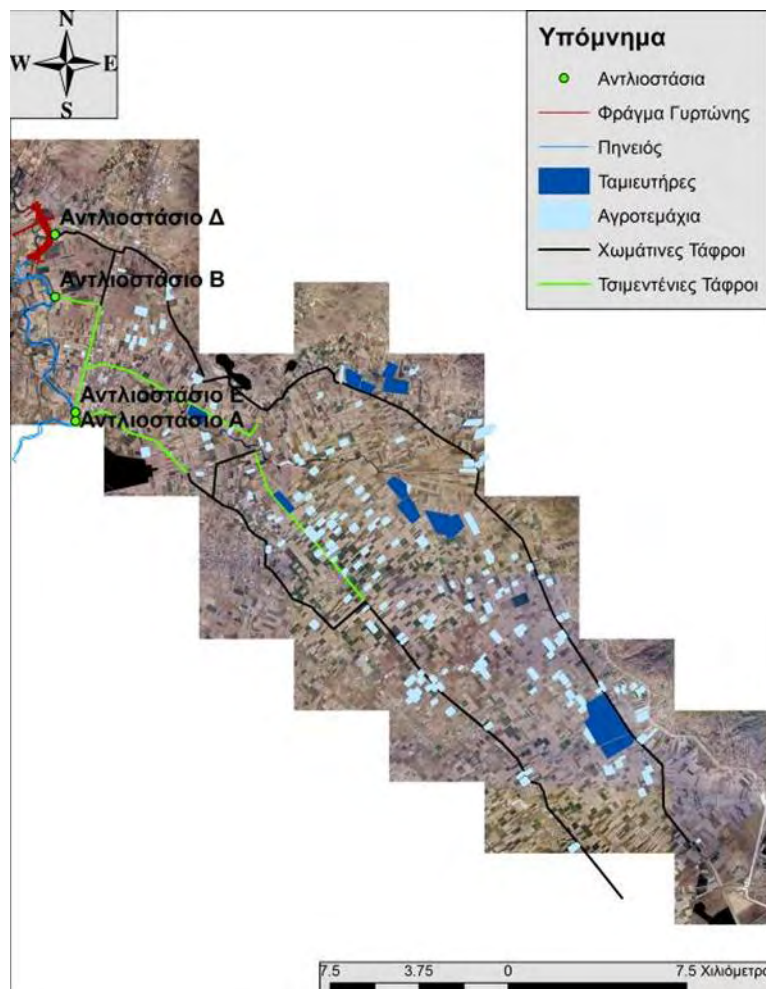 N
W E
S
Υπόμνημα
Αντλιοστάσια
Φράγμα Γυρτώνης
Πηνειός
Ταμιευτήρες
Αγροτεμάχια
Χωμάτινες Τάφροι
Τσιμεντένιες Τάφροι
Αντλιοστάσιο Δ
Αντλιοστάσιο Β
Αντλιοστάσιο Ε
Αντλιοστάσιο Α
7.5 3.75 0 7.5 Χιλιόμετρα